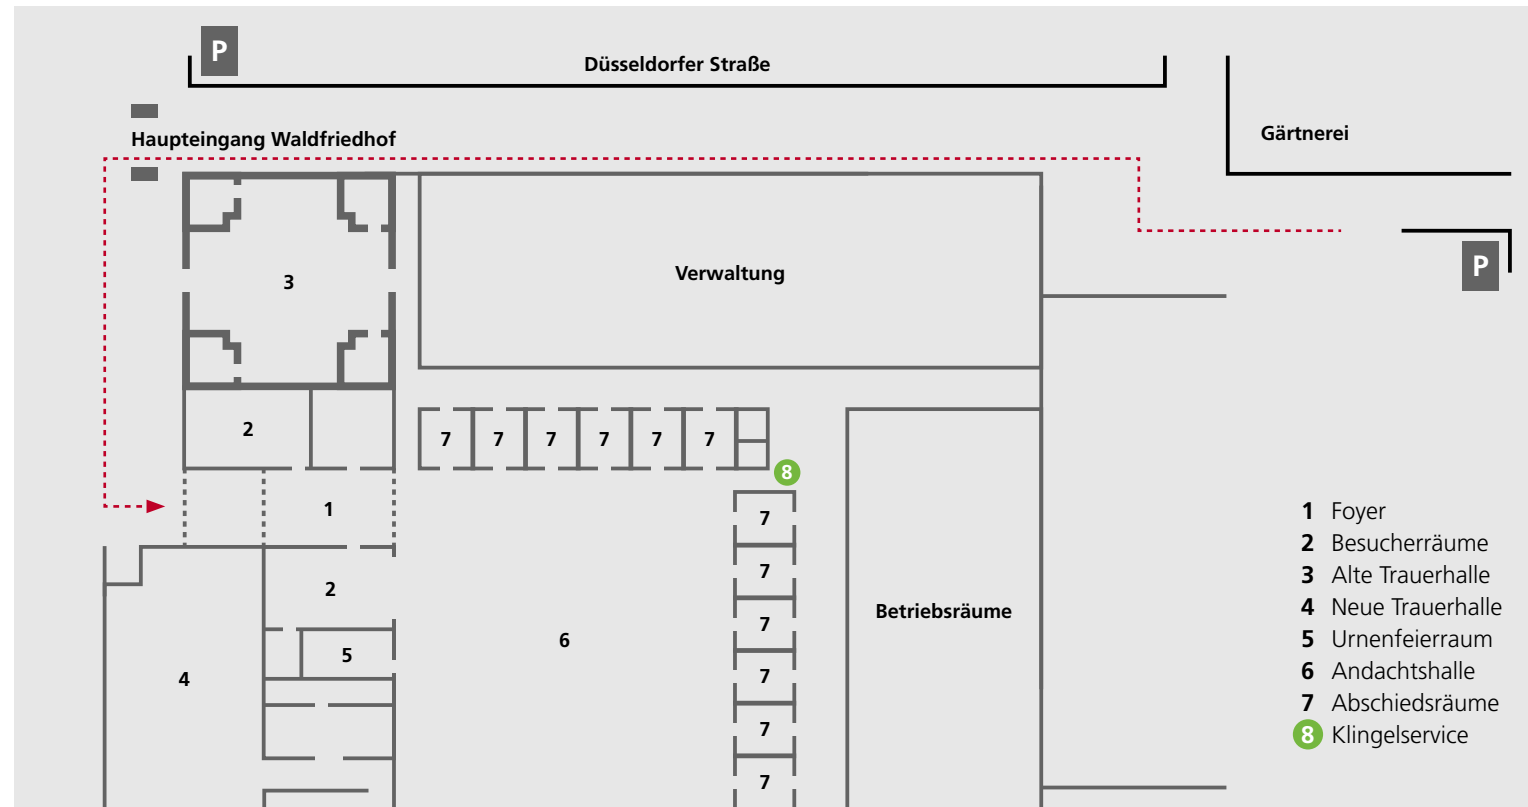 P
Düsseldorfer Straße
Haupteingang Waldfriedhof
Gärtnerei
P
3
Verwaltung
2
7 7 7 7 7 7
8
1
7
7
2
7
Betriebsräume
6
5
4
7
7
7
1 Foyer
2 Besucherräume
3 Alte Trauerhalle
4 Neue Trauerhalle
5 Urnenfeierraum
6 Andachtshalle
7 Abschiedsräume
8 Klingelservice